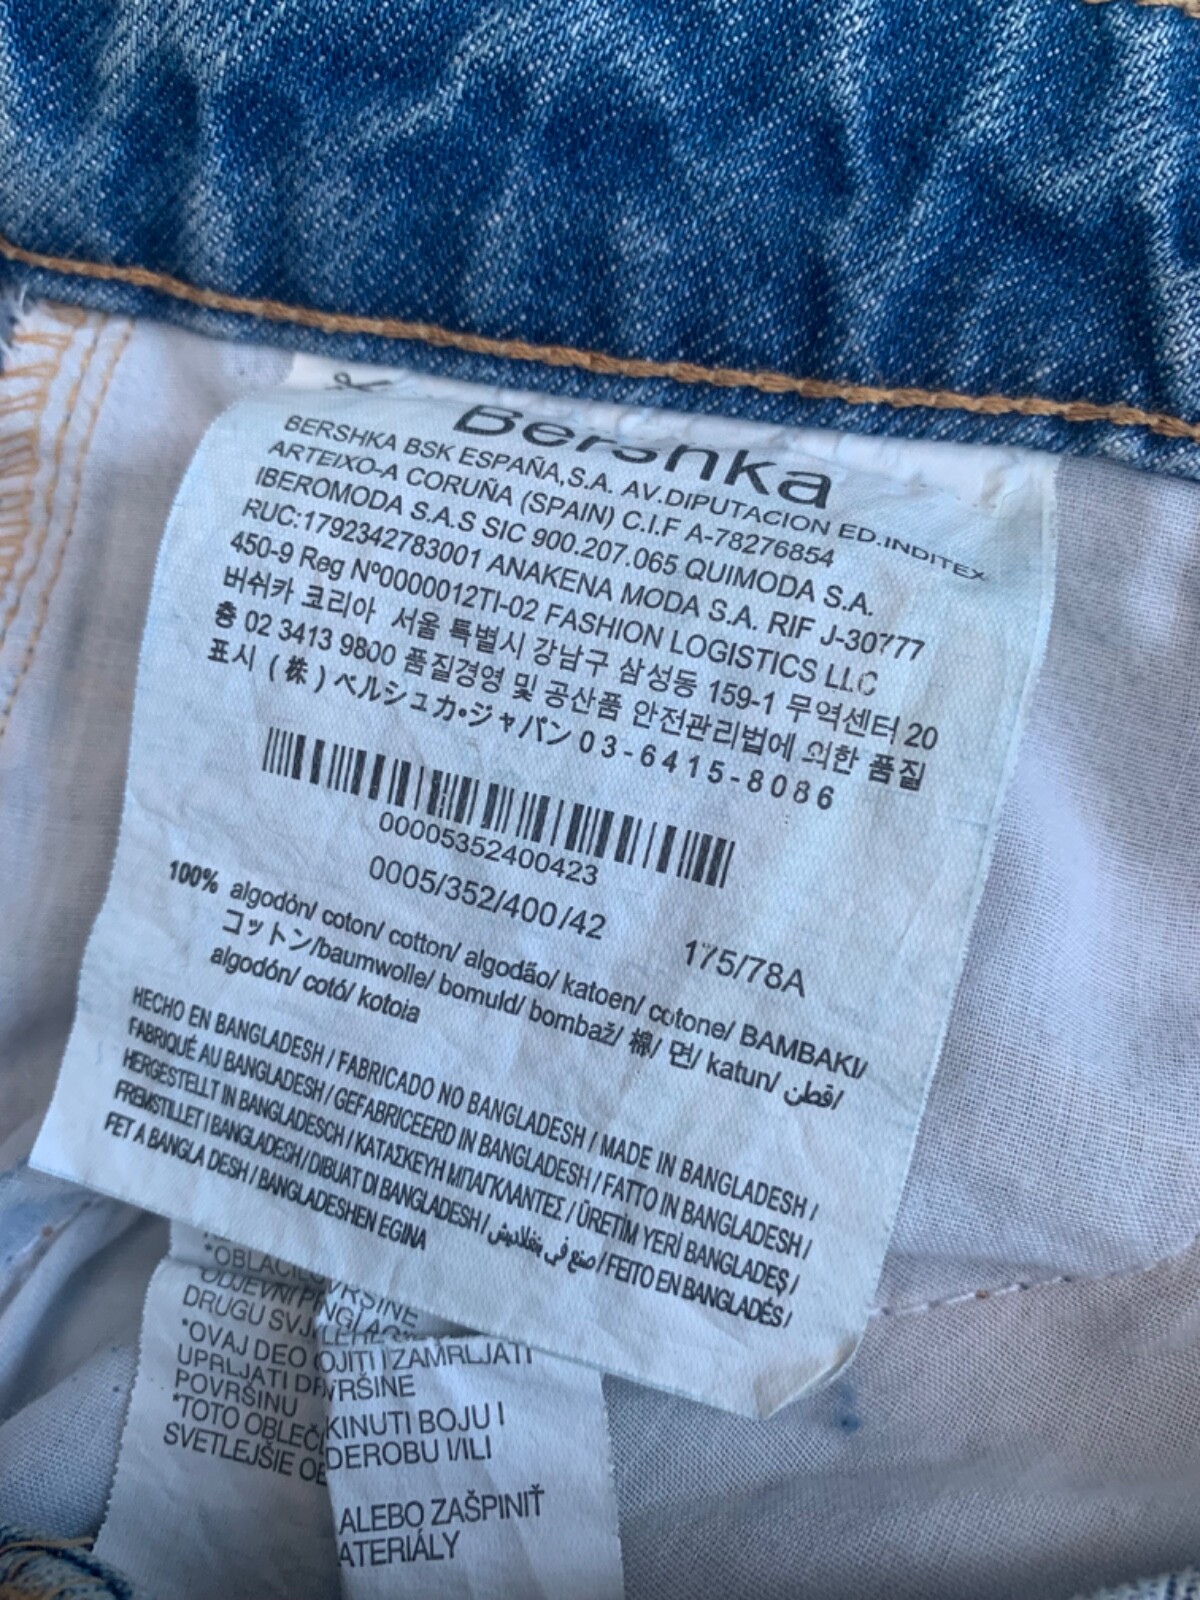 Bershka
BERSHKA BSK ESPAÑA,S.A. AV.DIPUTACION ED.INDITEX
ARTEIXO-A CORUÑA (SPAIN) C.I.F A-78276854
IBEROMODA S.A.S SIC 900.207.065 QUIMODA S.A.
RUC:1792342783001 ANAKENA MODA S.A. RIF J-30777
450-9 Reg Nº0000012TI-02 FASHION LOGISTICS LLC
버쉬카 코리아 서울 특별시 강남구 삼성동 159-1 무역센터 20
층 02 3413 9800 품질경영 및 공산품 안전관리법에 의한 품질
표시 (株)ベルシュカ•ジャパン 03-6415-8086
00005352400423
0005/352/400/42 175/78A
100% algodón/ coton/ cotton/ algodão/ katoen/ cotone/ BAMBAKI/
コットン/baumwolle/ bomuld/ bombaž/ 棉/ 면/ katun/ قطن/
algodón/ cotó/ kotoia
HECHO EN BANGLADESH / FABRICADO NO BANGLADESH / MADE IN BANGLADESH /
FABRIQUÉ AU BANGLADESH / GEFABRICEERD IN BANGLADESH / FATTO IN BANGLADESH /
HERGESTELLT IN BANGLADESCH / ΚΑΤΑΣΚΕΥΗ ΜΠΑΓΚΛΑΝΤΕΣ / ÜRETİM YERİ BANGLADEŞ /
FREMSTILLET I BANGLADESH / DIBUAT DI BANGLADESH / صنع في بنغلاديش / FEITO EN BANGLADÉS /
FET A BANGLA DESH / BANGLADESHEN EGINA
DRUGU
*OVAJ DEO
UPRLJATI
POVRŠINU
*TOTO
SVETLEJŠIE
OJITI I ZAMRLJATI
VRŠINE
KINUTI BOJU I
DEROBU I/ILI
ALEBO ZAŠPINIŤ
ATERIÁLY